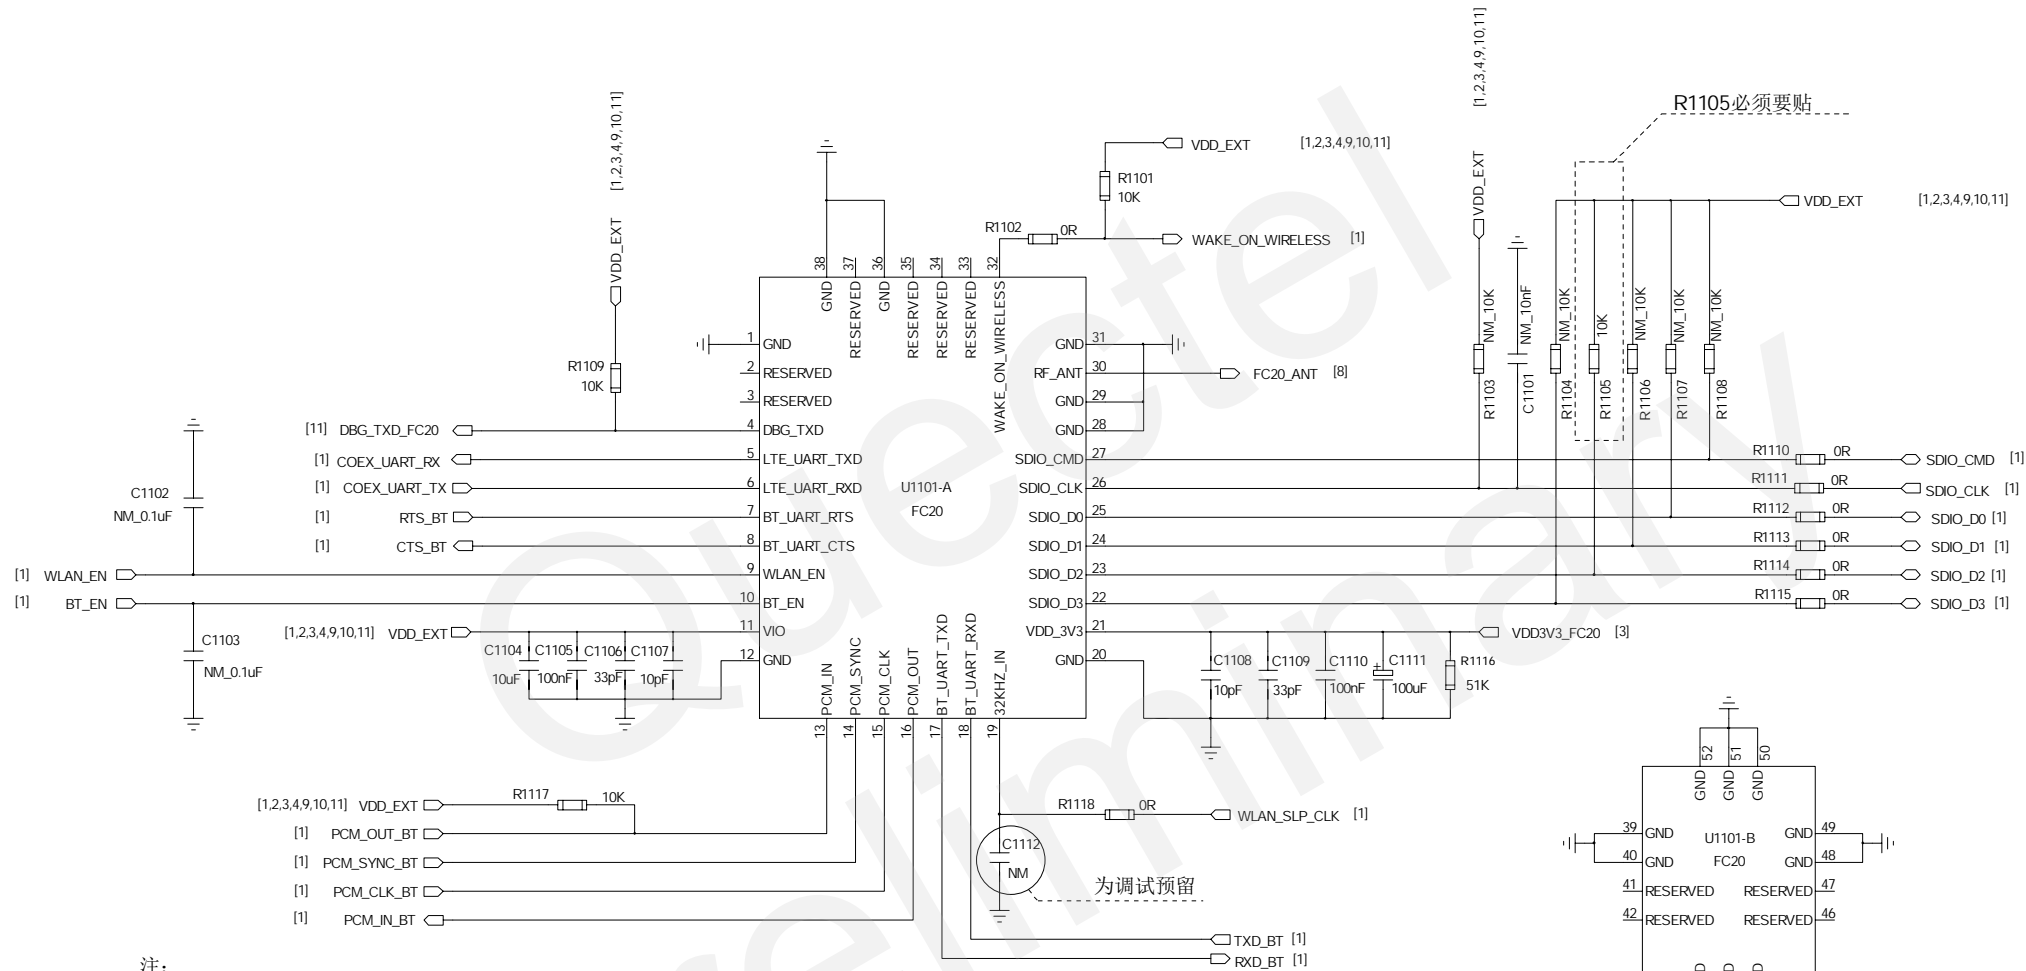 [1,2,3,4,9,10,11]
VDD_EXT
R1109
10K
[1,2,3,4,9,10,11]
VDD_EXT
R1105必须要贴
VDD_EXT [1,2,3,4,9,10,11]
R1101
10K
R1102 0R
WAKE_ON_WIRELESS [1]
VDD_EXT [1,2,3,4,9,10,11]
NM_10K
R1103
NM_10nF
C1101
NM_10K
R1104
10K
R1105
NM_10K
R1106
NM_10K
R1107
NM_10K
R1108
38 GND
37 RESERVED
36 GND
35 RESERVED
34 RESERVED
33 RESERVED
32 WAKE_ON_WIRELESS
1 GND
2 RESERVED
3 RESERVED
[11] DBG_TXD_FC20 4 DBG_TXD
[1] COEX_UART_RX 5 LTE_UART_TXD
[1] COEX_UART_TX 6 LTE_UART_RXD
[1] RTS_BT 7 BT_UART_RTS
[1] CTS_BT 8 BT_UART_CTS
[1] WLAN_EN 9 WLAN_EN
[1] BT_EN 10 BT_EN
[1,2,3,4,9,10,11] VDD_EXT 11 VIO
12 GND
U1101-A
FC20
GND 31
RF_ANT 30 FC20_ANT [8]
GND 29
GND 28
SDIO_CMD 27 R1110 0R SDIO_CMD [1]
SDIO_CLK 26 R1111 0R SDIO_CLK [1]
SDIO_D0 25 R1112 0R SDIO_D0 [1]
SDIO_D1 24 R1113 0R SDIO_D1 [1]
SDIO_D2 23 R1114 0R SDIO_D2 [1]
SDIO_D3 22 R1115 0R SDIO_D3 [1]
VDD_3V3 21 VDD3V3_FC20 [3]
GND 20
C1102
NM_0.1uF
C1103
NM_0.1uF
C1104 C1105 C1106 C1107
10uF 100nF 33pF 10pF
C1108 C1109 C1110 + C1111 R1116
10pF 33pF 100nF 100uF 51K
PCM_IN 13
PCM_SYNC 14
PCM_CLK 15
PCM_OUT 16
BT_UART_TXD 17
BT_UART_RXD 18
32KHZ_IN 19
[1,2,3,4,9,10,11] VDD_EXT R1117 10K
[1] PCM_OUT_BT
[1] PCM_SYNC_BT
[1] PCM_CLK_BT
[1] PCM_IN_BT
R1118 0R WLAN_SLP_CLK [1]
C1112
NM
为调试预留
TXD_BT [1]
RXD_BT [1]
52 GND
51 GND
50 GND
39 GND
40 GND
41 RESERVED
42 RESERVED
U1101-B
FC20
GND 49
GND 48
RESERVED 47
RESERVED 46
注:
Quectel
Preliminary